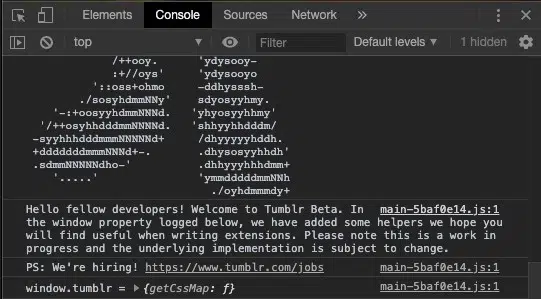 Elements Console Sources Network »
top Filter Default levels 1 hidden
/++ooy. 'ydysooy-
:+//oys' 'ydysooyo
'::oss+ohmo -ddhysssh-
./sosyhdmmNNy' sdyosyyhmy.
'-:+oosyyhdmmNNNd. 'yhyosyyhmy'
'/++osyhhdddmmNNNNd. 'shhyyhhdddm/
-syyhhhdddmmmNNNNNd+ /dhyyyyyhddh.
+dddddddmmmNNNd+-. .dhysosyyhhdh'
.sdmmNNNNNdho-' .dhhyyyhhhdmm+
'.....' 'ymmddddddmmNNh
./oyhdmmmdy+
Hello fellow developers! Welcome to Tumblr Beta. In main-5baf0e14.js:1
the window property logged below, we have added some helpers we hope you
will find useful when writing extensions. Please note this is a work in
progress and the underlying implementation is subject to change.
PS: We're hiring! https://www.tumblr.com/jobs main-5baf0e14.js:1
window.tumblr = ▶{getCssMap: ƒ} main-5baf0e14.js:1